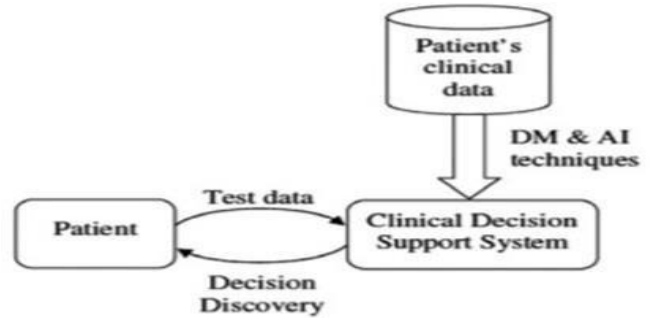 Patient's
clinical
data
DM & AI
techniques
Test data
Patient
Clinical Decision
Support System
Decision
Discovery